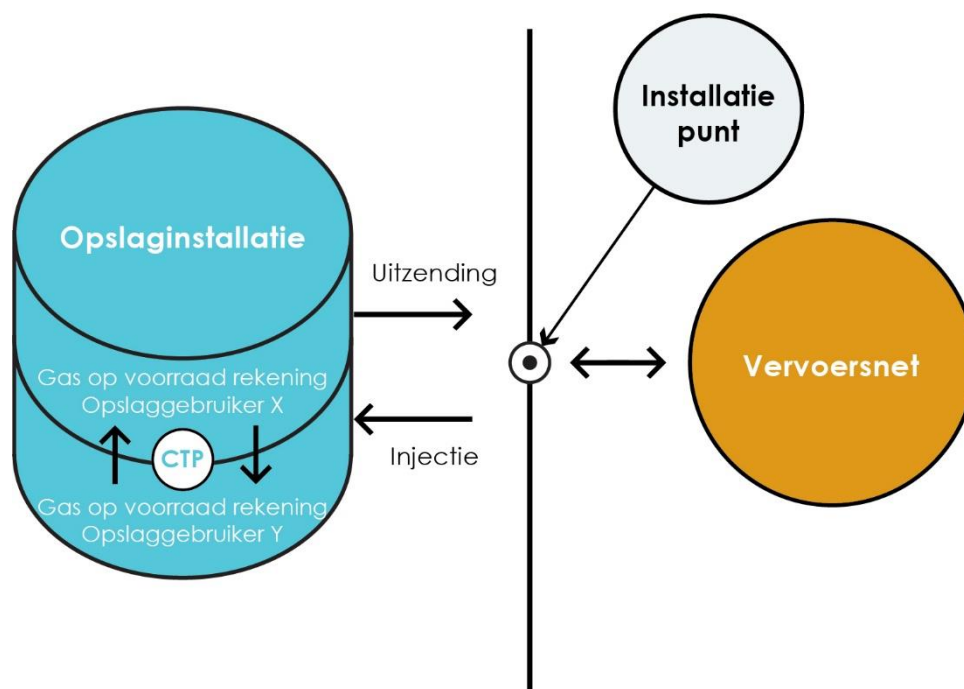 Installatie
punt
Opslaginstallatie
Uitzending
Vervoersnet
Gas op voorraad rekening
Opslaggebruiker X
Injectie
CTP
Gas op voorraad rekening
Opslaggebruiker Y